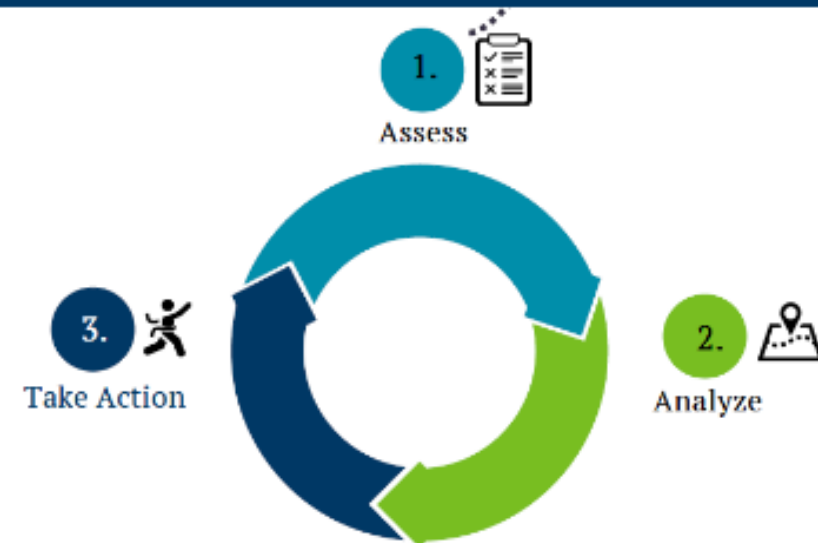 1.
Assess
2.
Analyze
3.
Take Action